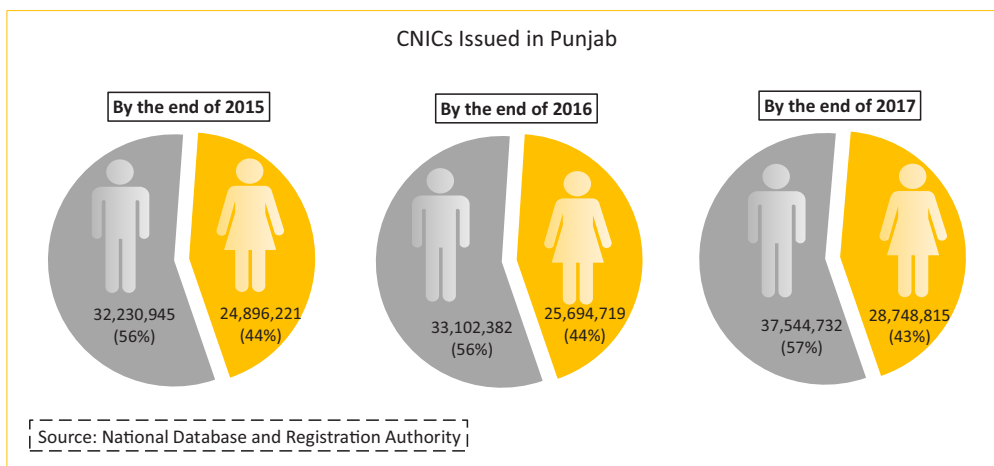 CNICs Issued in Punjab
By the end of 2015
By the end of 2016
By the end of 2017
32,230,945
(56%)
24,896,221
(44%)
33,102,382
(56%)
25,694,719
(44%)
37,544,732
(57%)
28,748,815
(43%)
Source: National Database and Registration Authority